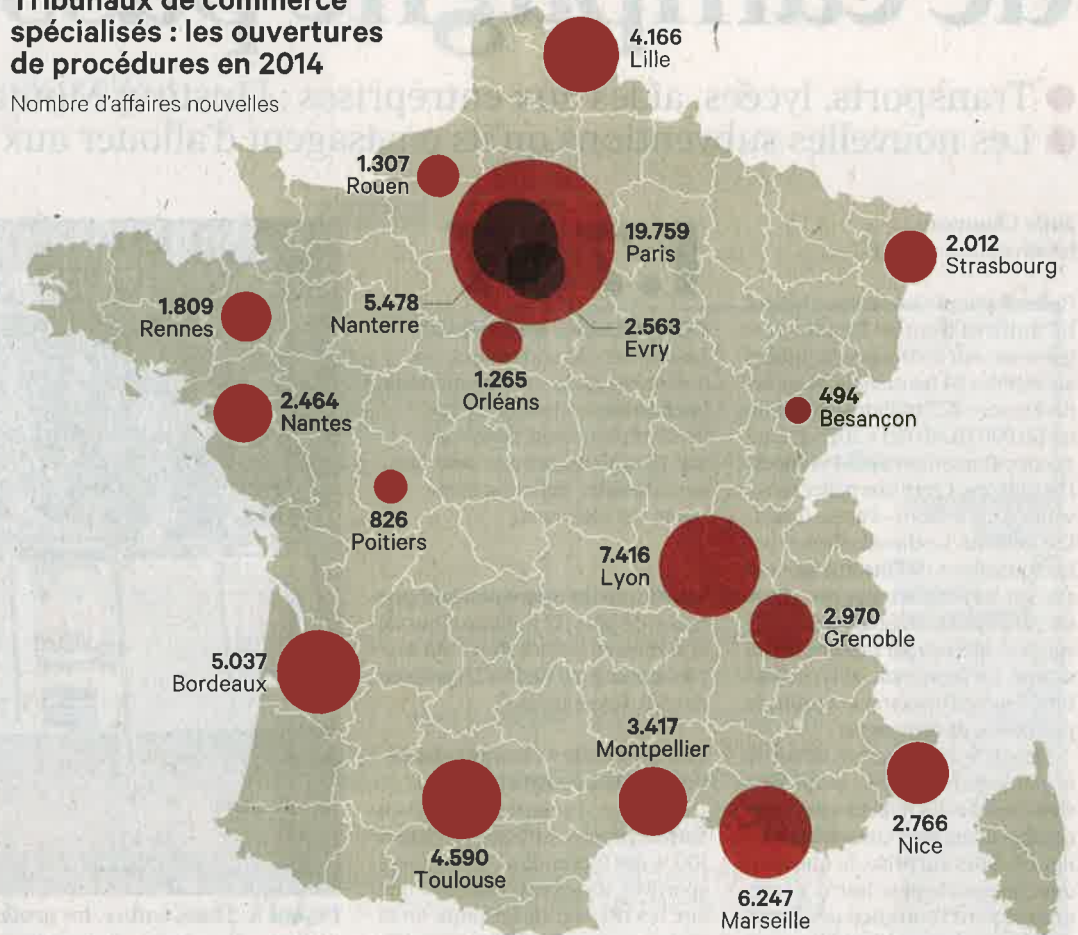 Tribunaux de commerce
spécialisés : les ouvertures
de procédures en 2014
Nombre d'affaires nouvelles
4.166
Lille
1.307
Rouen
19.759
Paris
2.012
Strasbourg
5.478
Nanterre
2.563
Evry
1.809
Rennes
1.265
Orléans
2.464
Nantes
494
Besançon
826
Poitiers
7.416
Lyon
2.970
Grenoble
5.037
Bordeaux
3.417
Montpellier
2.766
Nice
4.590
Toulouse
6.247
Marseille